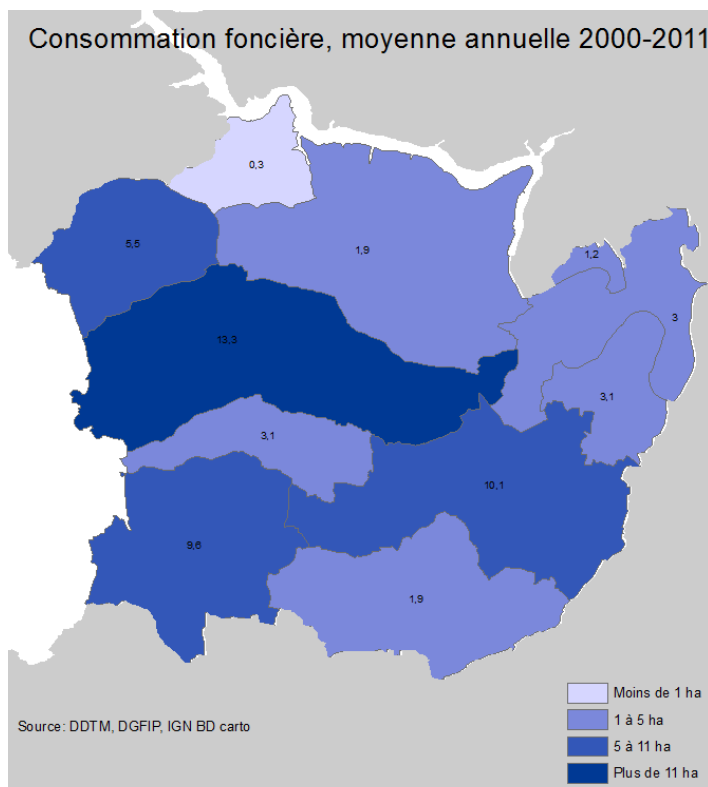 Consommation foncière, moyenne annuelle 2000-2011
0,3
5,5
1,9
1,2
3
13,3
3,1
3,1
10,1
9,6
1,9
Moins de 1 ha
1 à 5 ha
5 à 11 ha
Plus de 11 ha
Source: DDTM, DGFIP, IGN BD carto